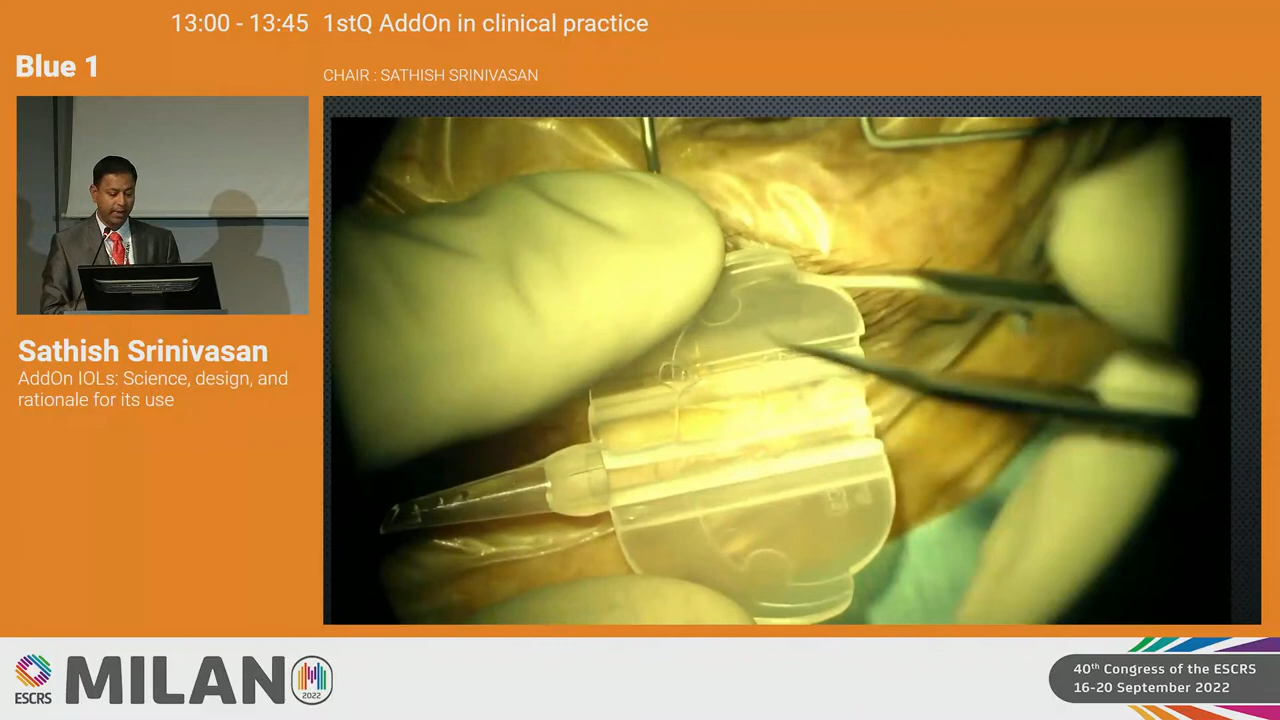 13:00 - 13:45 1stQ AddOn in clinical practice
Blue 1
CHAIR : SATHISH SRINIVASAN
Sathish Srinivasan
AddOn IOLs: Science, design, and
rationale for its use
ESCRS
MILANO
2022
40th Congress of the ESCRS
16-20 September 2022